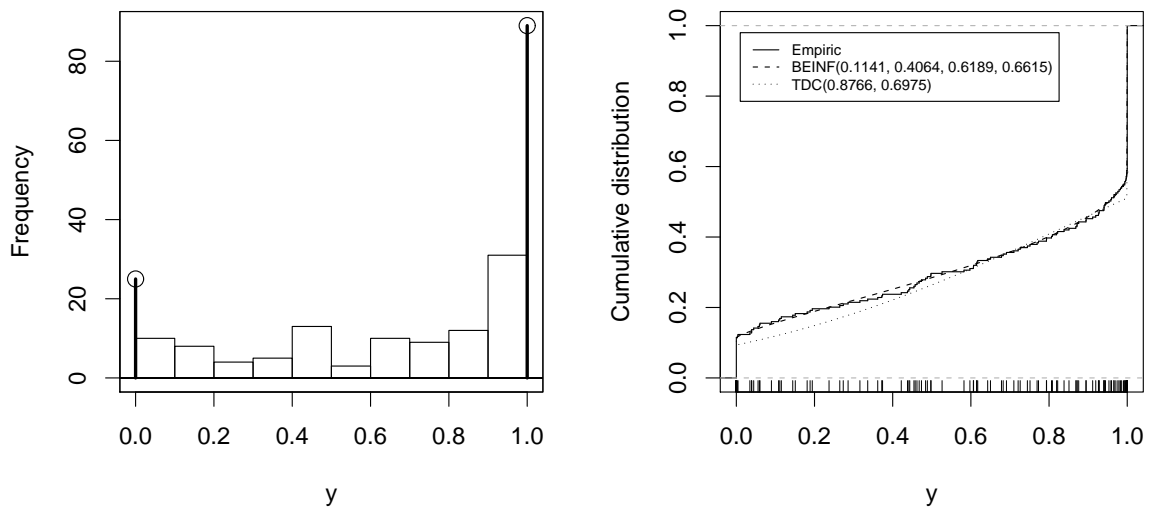 Frequency
80
60
40
20
0
0.0 0.2 0.4 0.6 0.8 1.0
y
Cumulative distribution
1.0
0.8
0.6
0.4
0.2
0.0
Empiric
BEINF(0.1141, 0.4064, 0.6189, 0.6615)
TDC(0.8766, 0.6975)
0.0 0.2 0.4 0.6 0.8 1.0
y